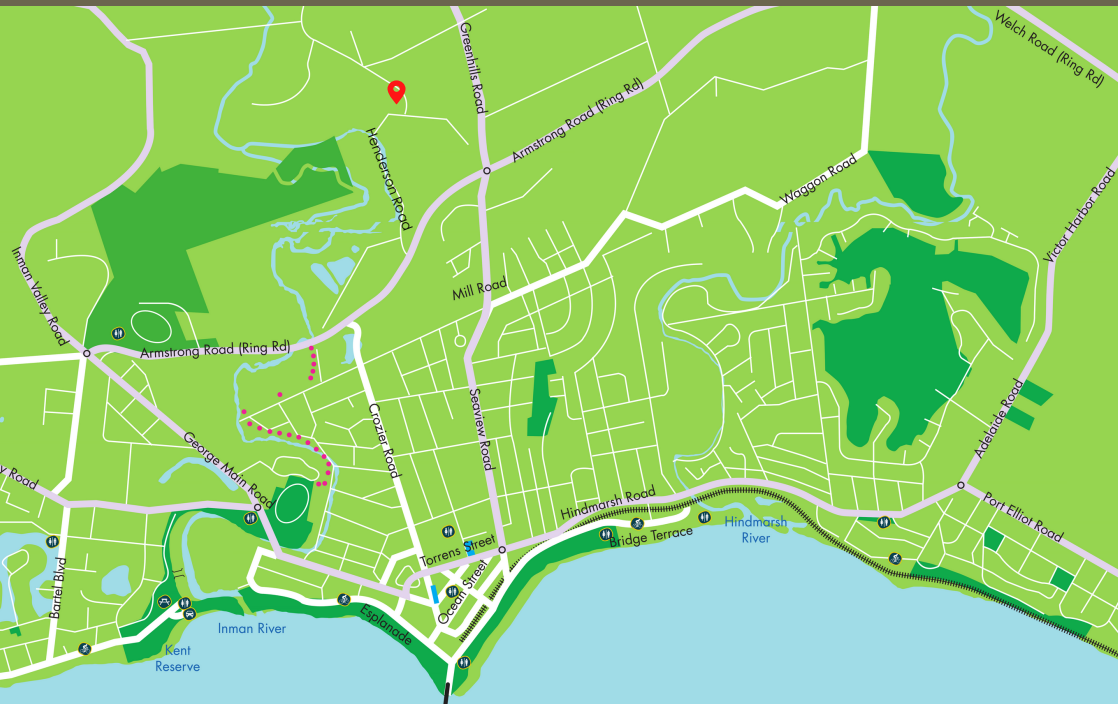 Welch Road (Ring Rd)
Greenhills Road
Armstrong Road (Ring Rd)
Henderson Road
Waggon Road
Victor Harbor Road
Inman Valley Road
Mill Road
Armstrong Road (Ring Rd)
Adelaide Road
Seaview Road
Crozier Road
George Main Road
y Road
Hindmarsh Road
Port Elliot Road
Hindmarsh
River
Bridge Terrace
Torrens Street
Ocean Street
Bartel Blvd
Esplanade
Inman River
Kent
Reserve